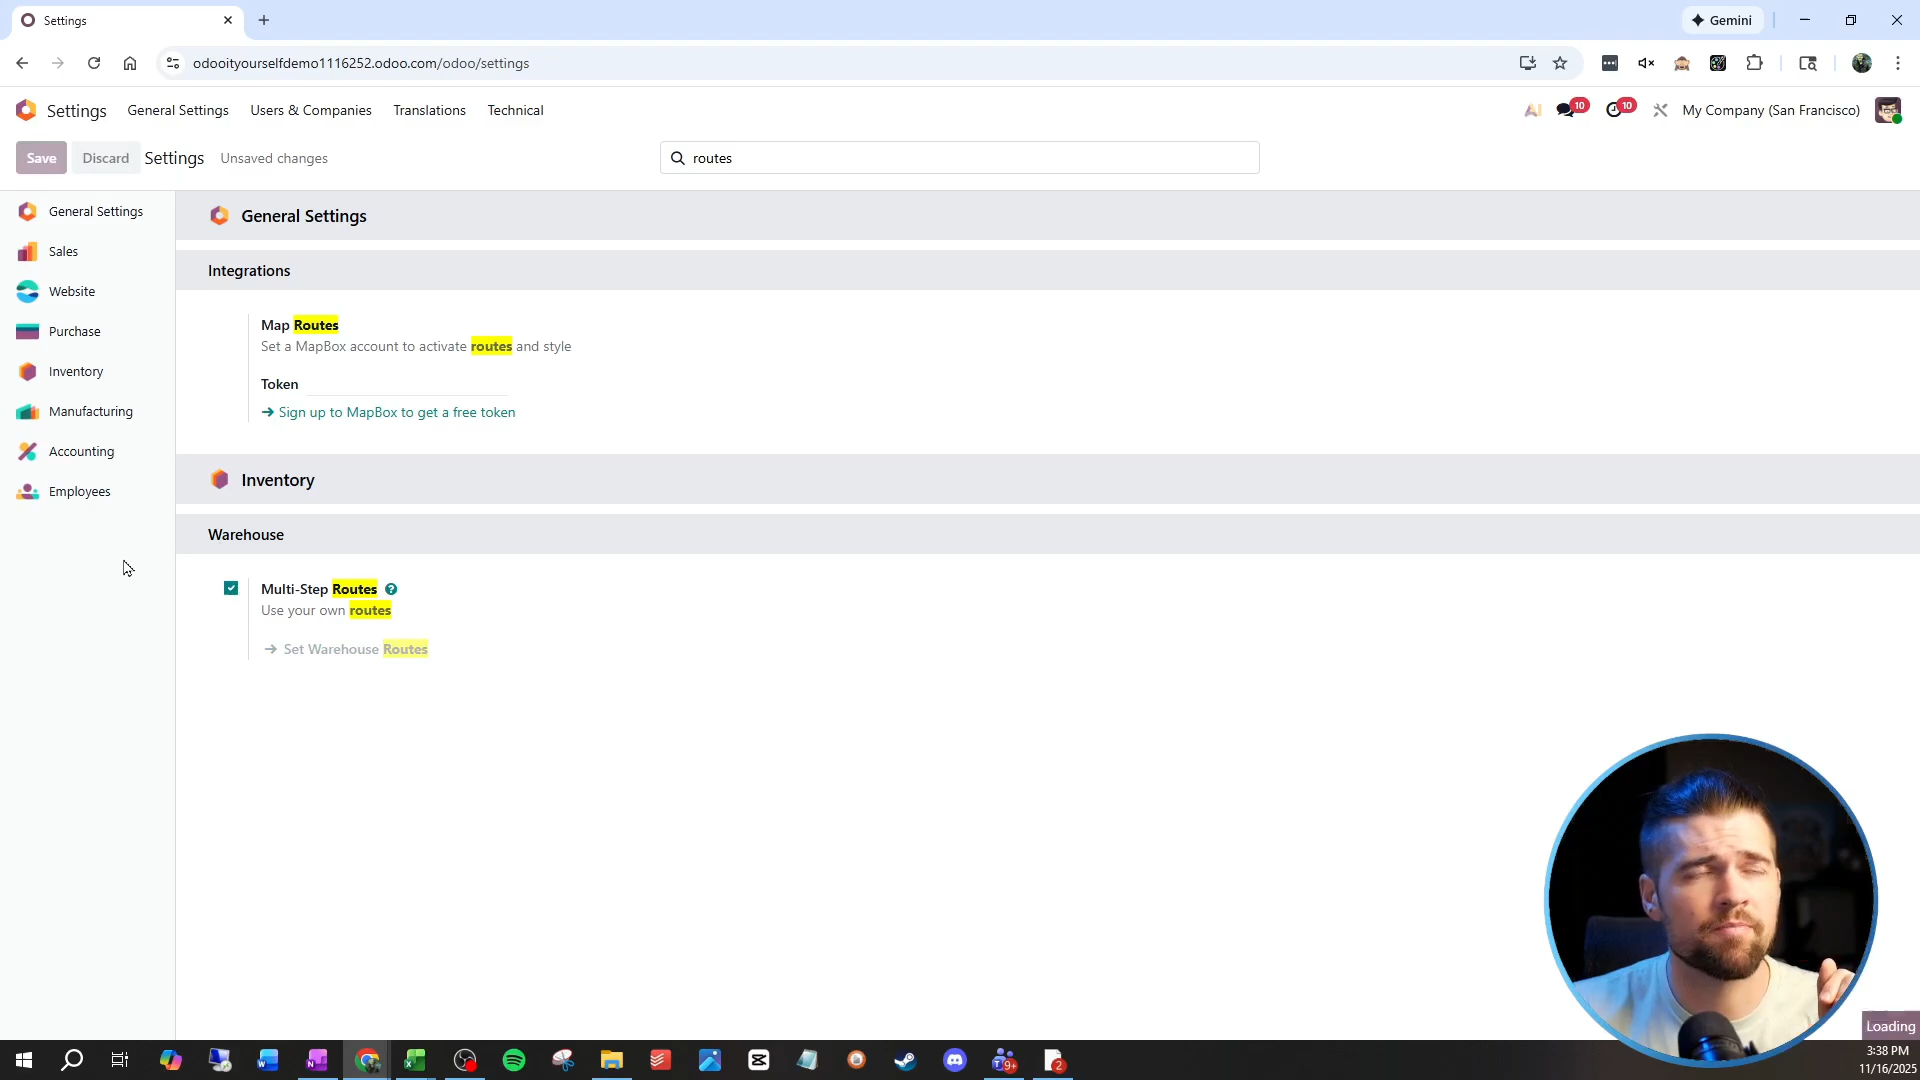 Settings
Gemini
odooityourselfdemo1116252.odoo.com/odoo/settings
Settings
General Settings
Users & Companies
Translations
Technical
AI
10
10
My Company (San Francisco)
Save
Discard
Settings
Unsaved changes
routes
General Settings
Sales
Website
Purchase
Inventory
Manufacturing
Accounting
Employees
General Settings
Integrations
Map Routes
Set a MapBox account to activate routes and style
Token
→ Sign up to MapBox to get a free token
Inventory
Warehouse
Multi-Step Routes ?
Use your own routes
→ Set Warehouse Routes
Loading
9+
2
3:38 PM
11/16/2025